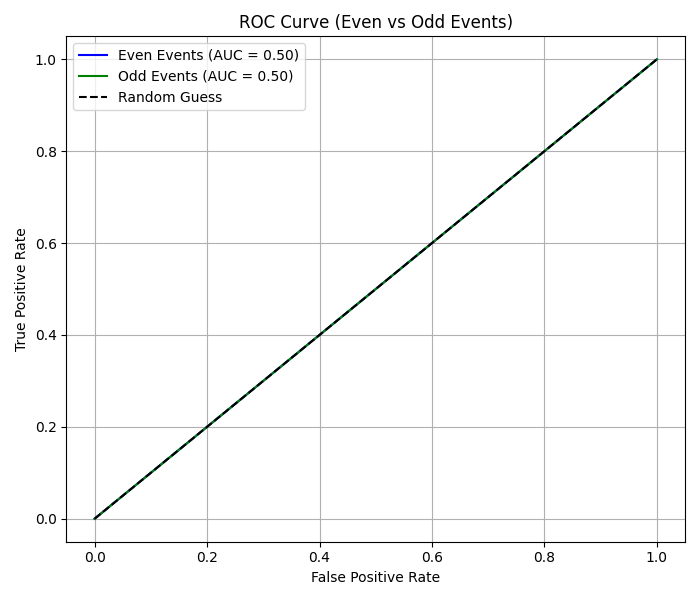 ROC Curve (Even vs Odd Events)
Even Events (AUC = 0.50)
Odd Events (AUC = 0.50)
Random Guess
True Positive Rate
1.0
0.8
0.6
0.4
0.2
0.0
0.0 0.2 0.4 0.6 0.8 1.0
False Positive Rate